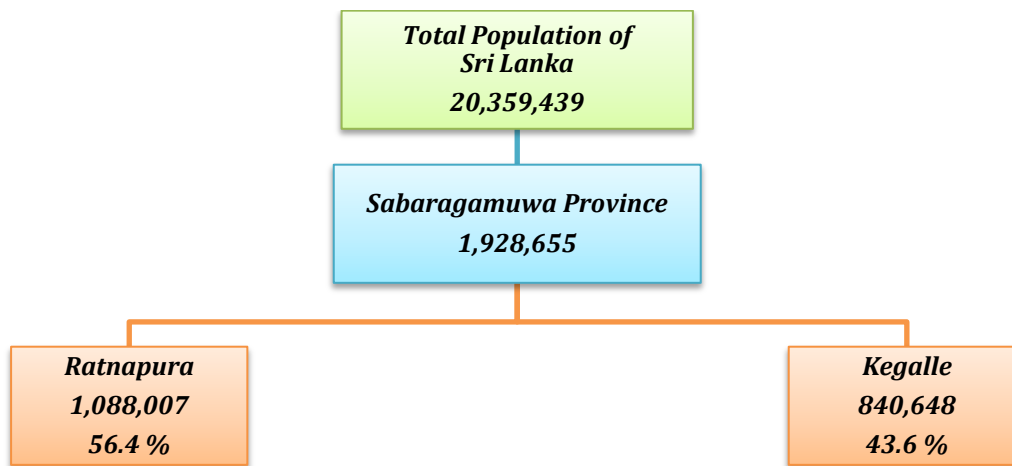 Total Population of
Sri Lanka
20,359,439
Sabaragamuwa Province
1,928,655
Ratnapura
1,088,007
56.4 %
Kegalle
840,648
43.6 %